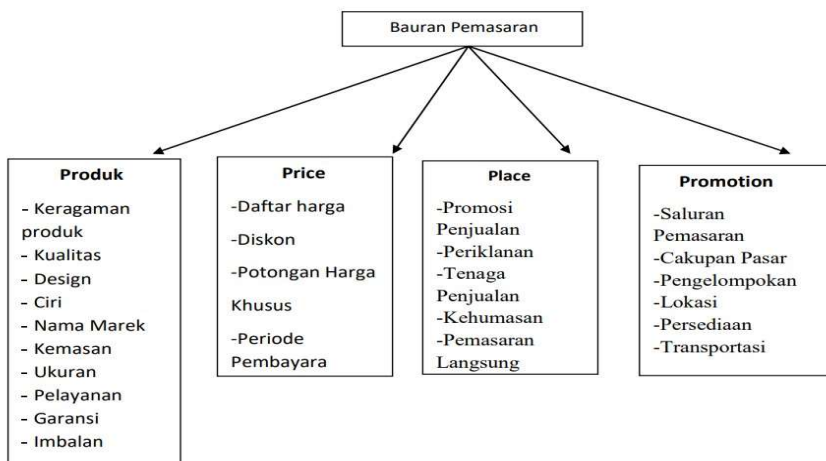 Bauran Pemasaran
Produk
- Keragaman
produk
- Kualitas
- Design
- Ciri
- Nama Marek
- Kemasan
- Ukuran
- Pelayanan
- Garansi
- Imbalan
Price
-Daftar harga
-Diskon
-Potongan Harga
Khusus
-Periode
Pembayara
Place
-Promosi
Penjualan
-Periklanan
-Tenaga
Penjualan
-Kehumasan
-Pemasaran
Langsung
Promotion
-Saluran
Pemasaran
-Cakupan Pasar
-Pengelompokan
-Lokasi
-Persediaan
-Transportasi